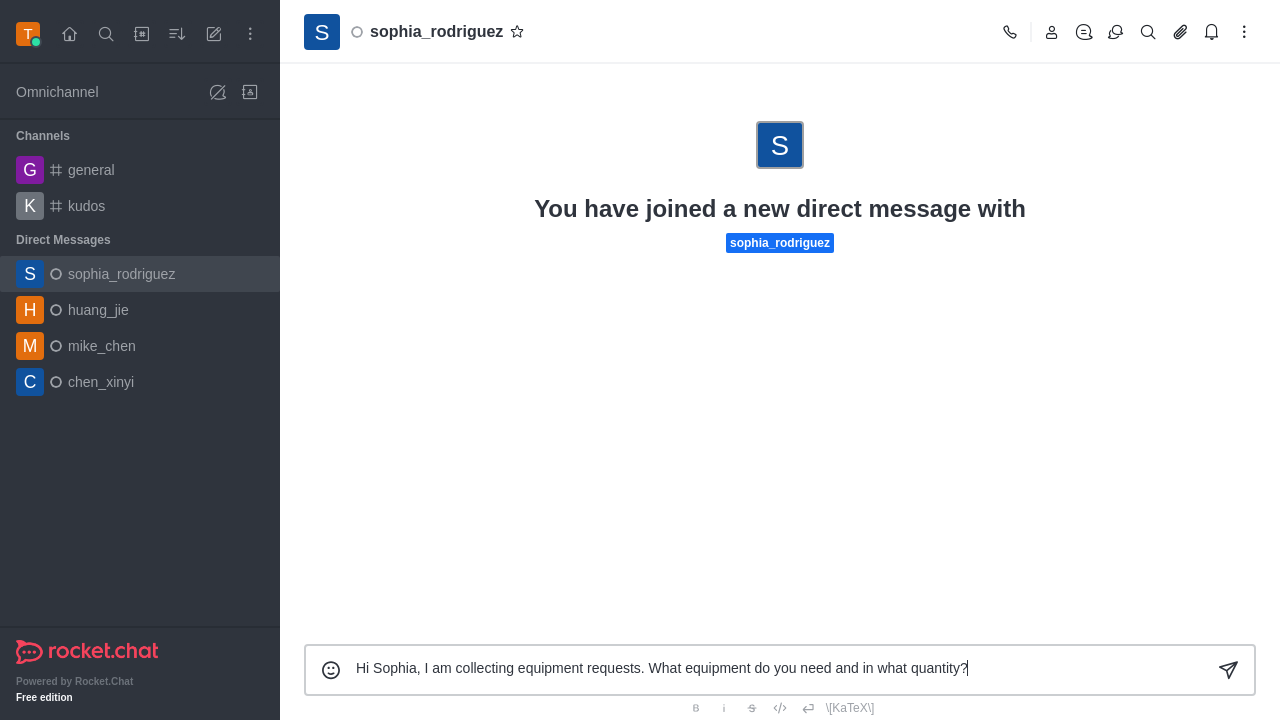 T
Omnichannel
Channels
G general
K kudos
Direct Messages
S sophia_rodriguez
H huang_jie
M mike_chen
C chen_xinyi
rocket.chat
Powered by Rocket.Chat
Free edition
S sophia_rodriguez
S
You have joined a new direct message with
sophia_rodriguez
Hi Sophia, I am collecting equipment requests. What equipment do you need and in what quantity?
B i S \[KaTeX\]